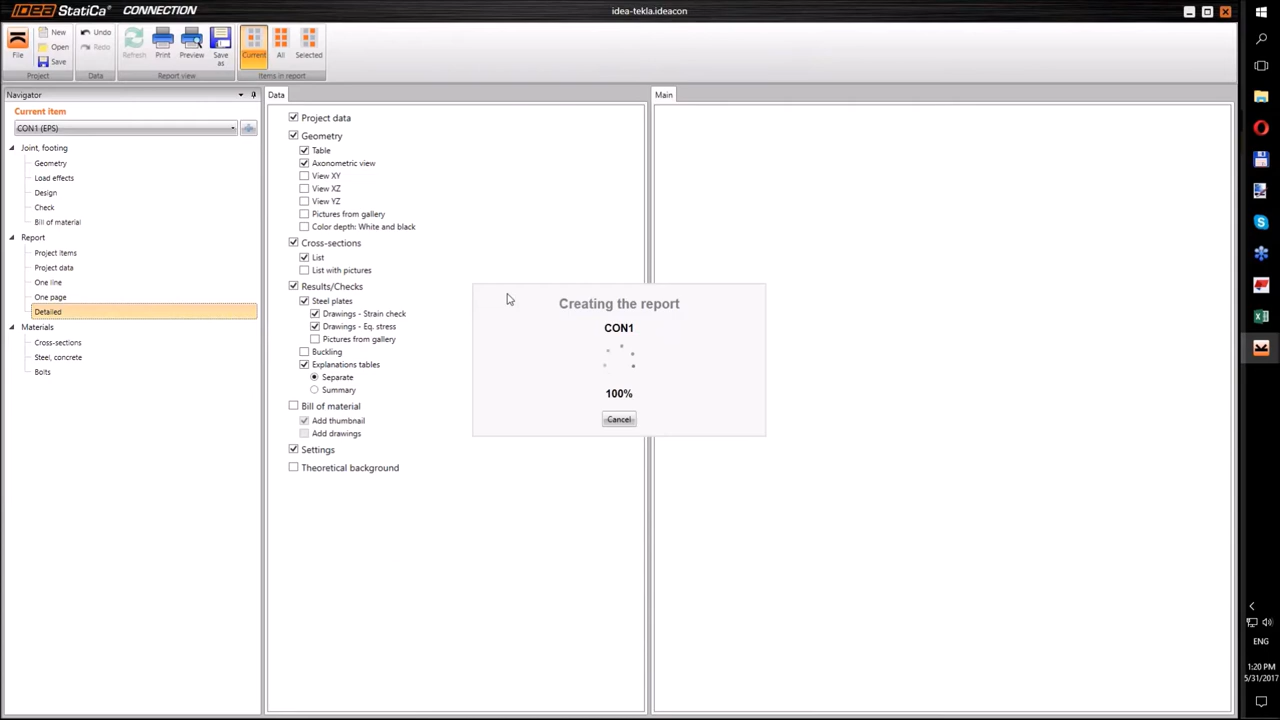 IDEA StatiCa® CONNECTION
idea-tekla.ideacon
File
New
Open
Save
Project
Undo
Redo
Data
Refresh
Print
Preview
Save as
Report view
Current
All
Selected
Items in report
Navigator
Current item
CON1 (EPS)
Joint, footing
Geometry
Load effects
Design
Check
Bill of material
Report
Project items
Project data
One line
One page
Detailed
Materials
Cross-sections
Steel, concrete
Bolts
Data
Project data
Geometry
Table
Axonometric view
View XY
View XZ
View YZ
Pictures from gallery
Color depth: White and black
Cross-sections
List
List with pictures
Results/Checks
Steel plates
Drawings - Strain check
Drawings - Eq. stress
Pictures from gallery
Buckling
Explanations tables
Separate
Summary
Bill of material
Add thumbnail
Add drawings
Settings
Theoretical background
Main
Creating the report
CON1
100%
Cancel
ENG
1:20 PM
5/31/2017